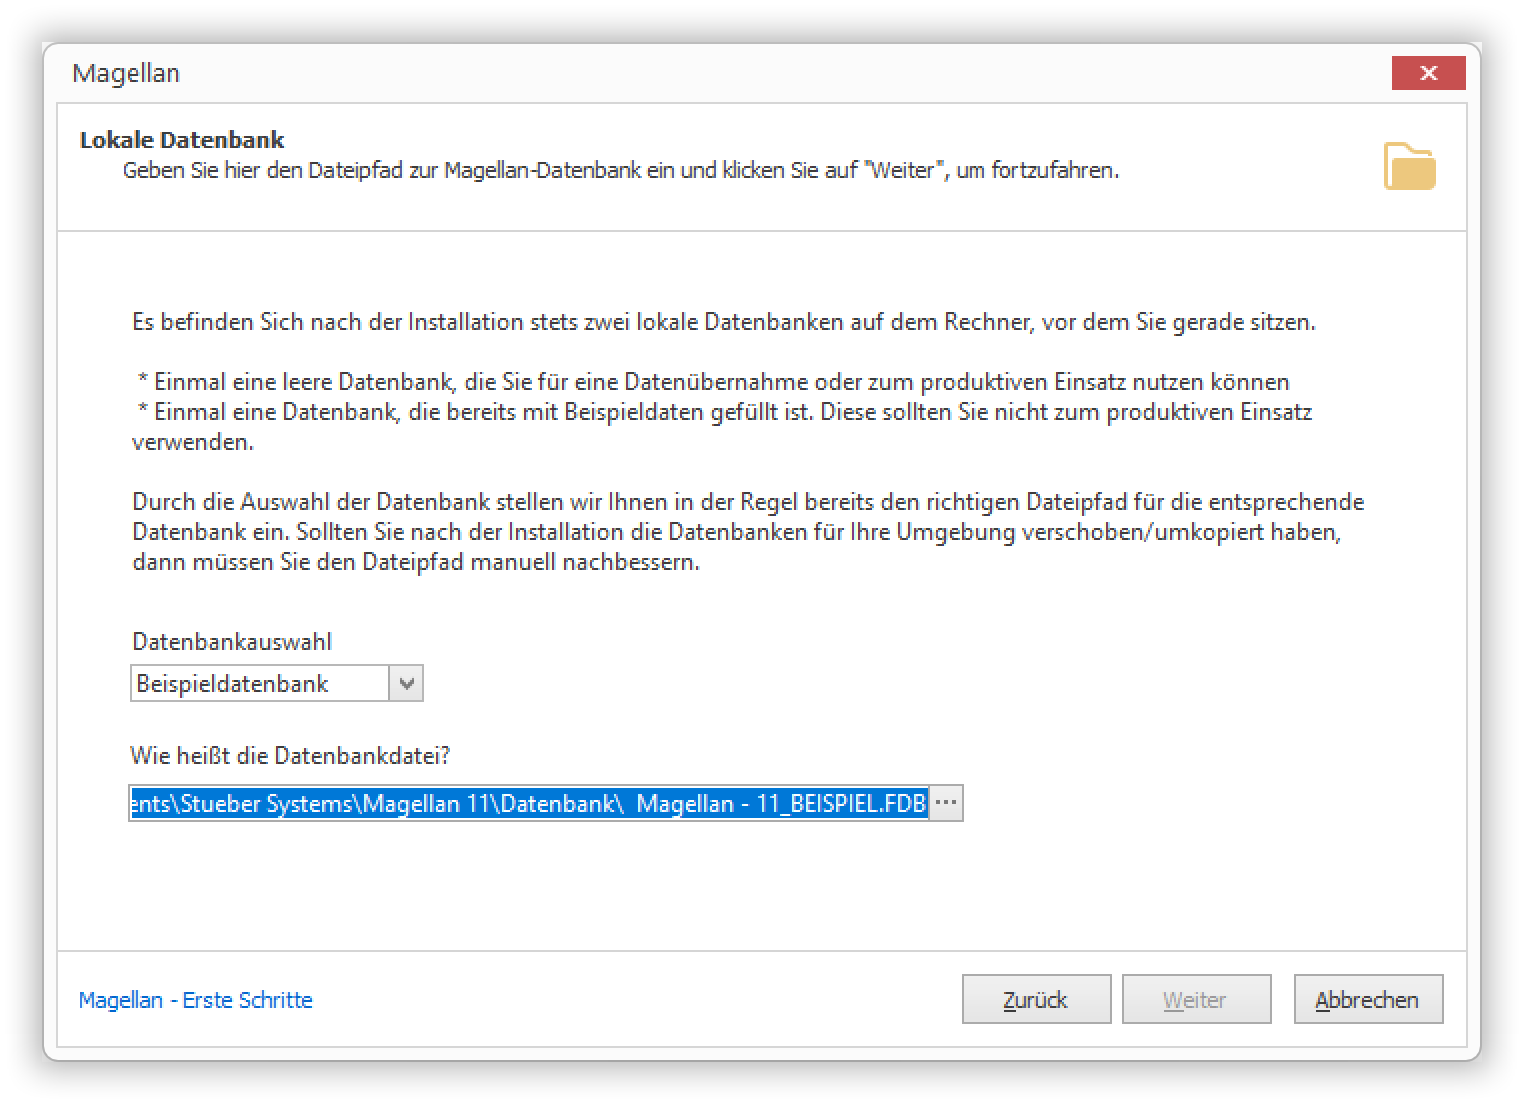 Magellan
Lokale Datenbank
Geben Sie hier den Dateipfad zur Magellan-Datenbank ein und klicken Sie auf "Weiter", um fortzufahren.
Es befinden Sich nach der Installation stets zwei lokale Datenbanken auf dem Rechner, vor dem Sie gerade sitzen.
* Einmal eine leere Datenbank, die Sie für eine Datenübernahme oder zum produktiven Einsatz nutzen können
* Einmal eine Datenbank, die bereits mit Beispieldaten gefüllt ist. Diese sollten Sie nicht zum produktiven Einsatz
verwenden.
Durch die Auswahl der Datenbank stellen wir Ihnen in der Regel bereits den richtigen Dateipfad für die entsprechende
Datenbank ein. Sollten Sie nach der Installation die Datenbanken für Ihre Umgebung verschoben/umkopiert haben,
dann müssen Sie den Dateipfad manuell nachbessern.
Datenbankauswahl
Beispieldatenbank
Wie heißt die Datenbankdatei?
ents\Stueber Systems\Magellan 11\Datenbank\  Magellan - 11_BEISPIEL.FDB ...
Magellan - Erste Schritte
Zurück
Weiter
Abbrechen